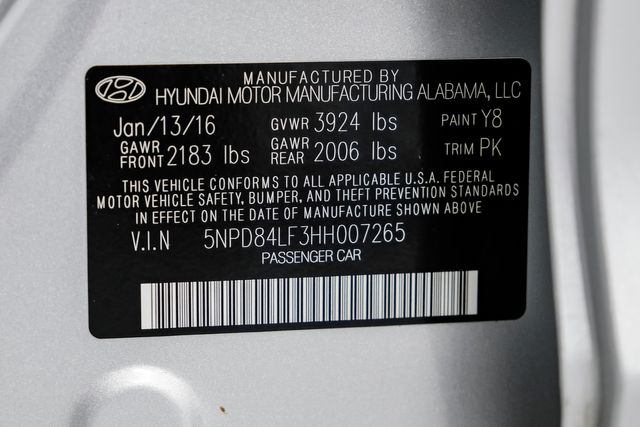 MANUFACTURED BY
HYUNDAI MOTOR MANUFACTURING ALABAMA, LLC
Jan/13/16 GVWR 3924 lbs PAINT Y8
GAWR FRONT 2183 lbs GAWR REAR 2006 lbs TRIM PK
THIS VEHICLE CONFORMS TO ALL APPLICABLE U.S.A. FEDERAL
MOTOR VEHICLE SAFETY, BUMPER, AND THEFT PREVENTION STANDARDS
IN EFFECT ON THE DATE OF MANUFACTURE SHOWN ABOVE
V.I.N 5NPD84LF3HH007265
PASSENGER CAR